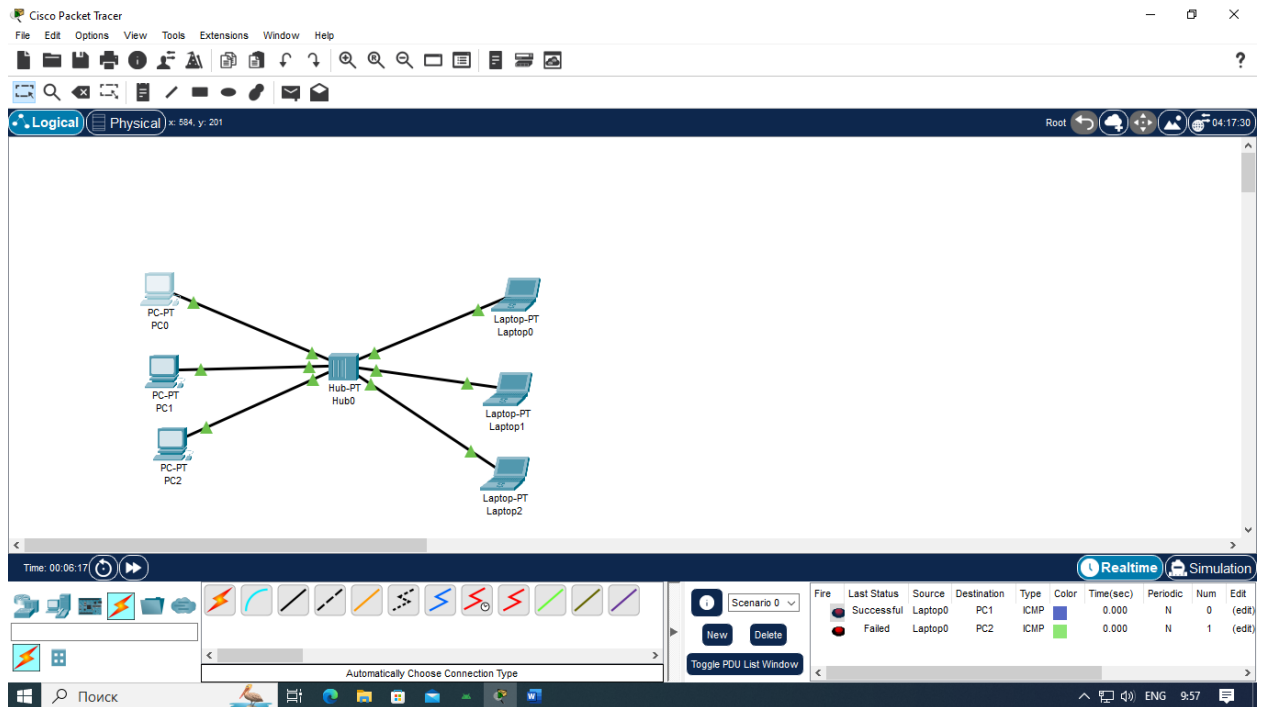 Cisco Packet Tracer
File Edit Options View Tools Extensions Window Help
?
Logical Physical x: 584, y: 201 Root 04:17:30
PC-PT
PC0
Laptop-PT
Laptop0
PC-PT
PC1
Hub-PT
Hub0
Laptop-PT
Laptop1
PC-PT
PC2
Laptop-PT
Laptop2
Time: 00:06:17 Realtime Simulation
Scenario 0
New Delete
Toggle PDU List Window
Fire Last Status Source Destination Type Color Time(sec) Periodic Num Edit
Successful Laptop0 PC1 ICMP 0.000 N 0 (edit)
Failed Laptop0 PC2 ICMP 0.000 N 1 (edit)
Automatically Choose Connection Type
Поиск ENG 9:57